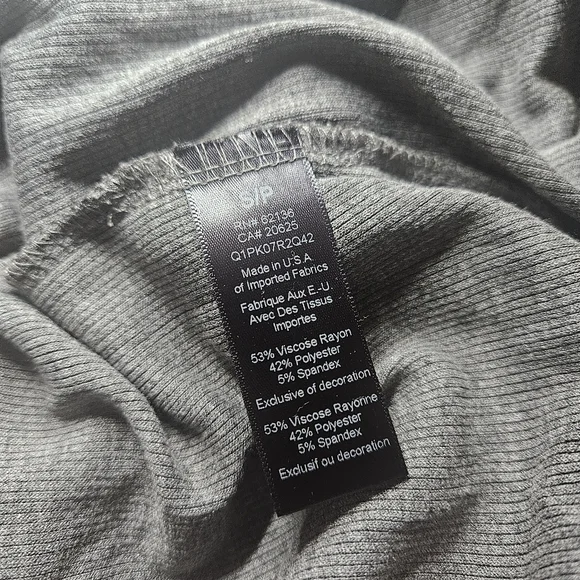 S/P
RN# 62136
CA# 20625
Q1PK07R2Q42
Made in U.S.A.
of Imported Fabrics
Fabrique Aux E.-U.
Avec Des Tissus
Importes
53% Viscose Rayon
42% Polyester
5% Spandex
Exclusive of decoration
53% Viscose Rayonne
42% Polyester
5% Spandex
Exclusif ou decoration